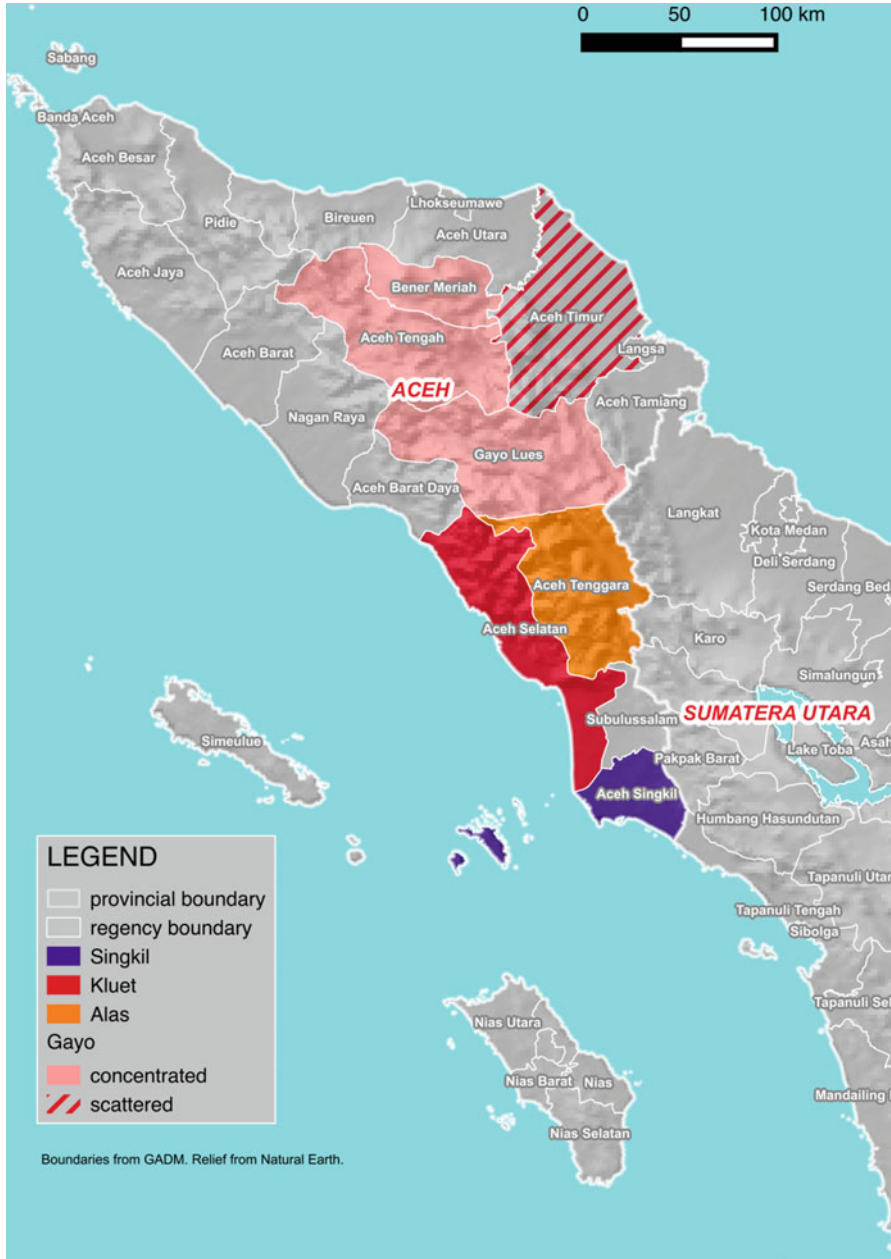 0 50 100 km
Sabang
Banda Aceh
Aceh Besar
Pidie
Bireuen
Lhokseumawe
Aceh Utara
Aceh Jaya
Bener Meriah
Aceh Timur
Aceh Tengah
Aceh Barat
Langsa
ACEH
Aceh Tamiang
Nagan Raya
Gayo Lues
Aceh Barat Daya
Langkat
Kota Medan
Deli Serdang
Aceh Tenggara
Serdang Bed
Aceh Selatan
Karo
Simalungun
SUMATERA UTARA
Subulussalam
Simeulue
Lake Toba
Asah
Pakpak Barat
Aceh Singkil
Humbang Hasundutan
LEGEND
provincial boundary
regency boundary
Singkil
Kluet
Alas
Gayo
concentrated
scattered
Tapanuli Utar
Tapanuli Tengah
Sibolga
Tapanuli Sel
Nias Utara
Nias Barat
Nias
Mandailing
Nias Selatan
Boundaries from GADM. Relief from Natural Earth.